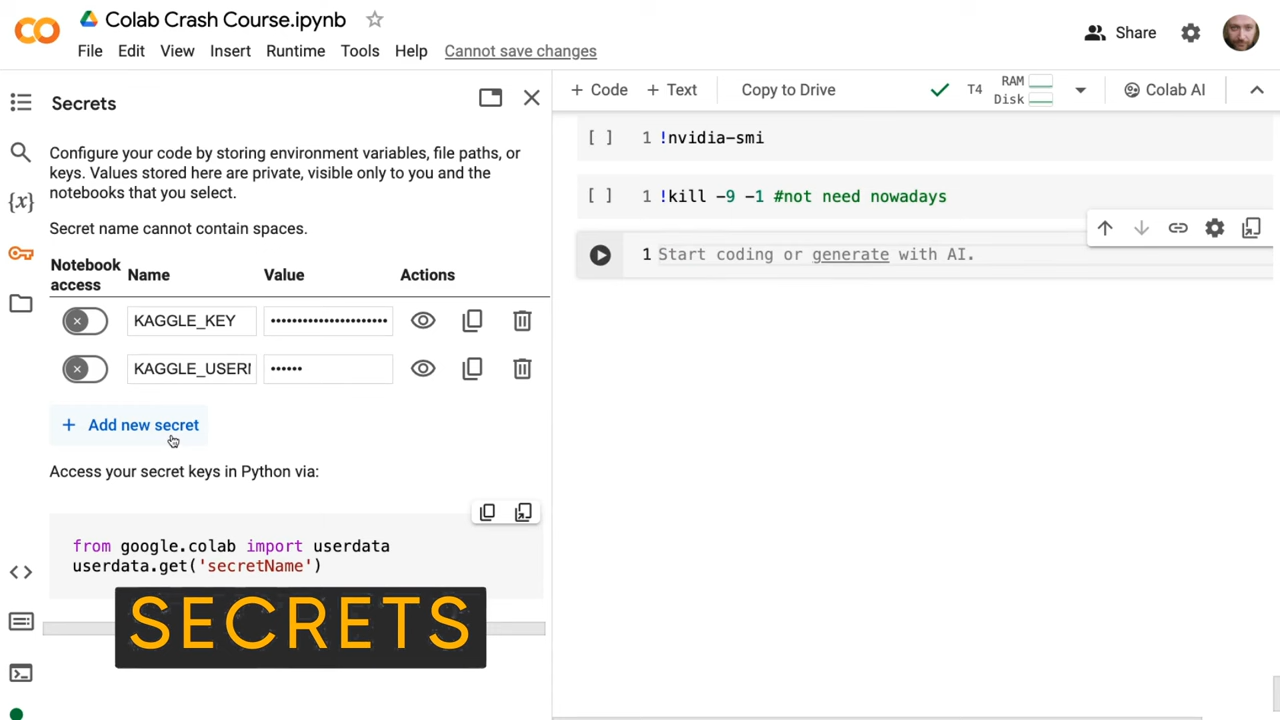 Colab Crash Course.ipynb
File Edit View Insert Runtime Tools Help Cannot save changes
Share
Secrets
Configure your code by storing environment variables, file paths, or
keys. Values stored here are private, visible only to you and the
notebooks that you select.
Secret name cannot contain spaces.
Notebook access Name Value Actions
KAGGLE_KEY ••••••••••••••••••••••
KAGGLE_USERI ••••••
+ Add new secret
Access your secret keys in Python via:
from google.colab import userdata
userdata.get('secretName')
SECRETS
+ Code + Text Copy to Drive T4 RAM Disk Colab AI
[ ] 1 !nvidia-smi
[ ] 1 !kill -9 -1 #not need nowadays
1 Start coding or generate with AI.